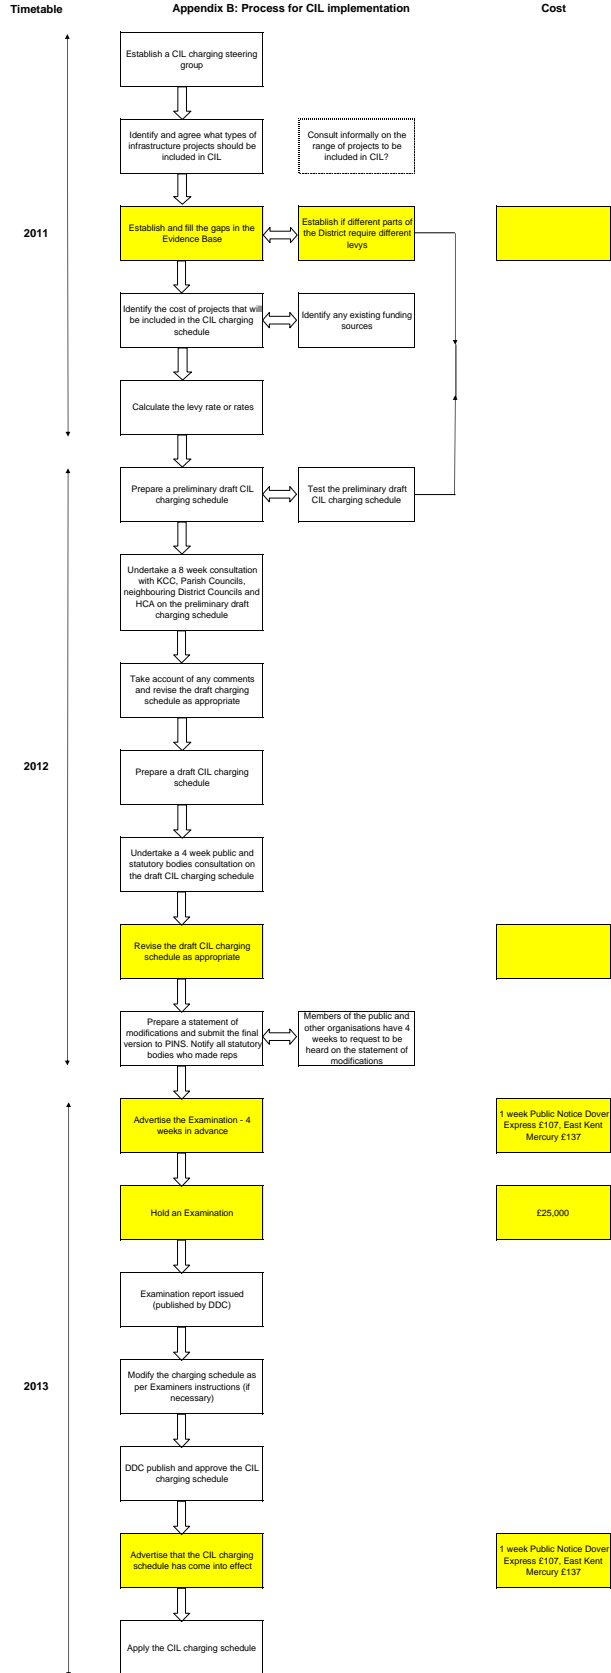 Timetable
Appendix B: Process for CIL implementation
Cost
Establish a CIL charging steering
group
Identify and agree what types of
infrastructure projects should be
included in CIL
Consult informally on the
range of projects to be
included in CIL?
2011
Establish and fill the gaps in the
Evidence Base
Establish if different parts of
the District require different
levys
Identify the cost of projects that will
be included in the CIL charging
schedule
Identify any existing funding
sources
Calculate the levy rate or rates
Prepare a preliminary draft CIL
charging schedule
Test the preliminary draft
CIL charging schedule
Undertake a 8 week consultation
with KCC, Parish Councils,
neighbouring District Councils and
HCA on the preliminary draft
charging schedule
Take account of any comments
and revise the draft charging
schedule as appropriate
2012
Prepare a draft CIL charging
schedule
Undertake a 4 week public and
statutory bodies consultation on
the draft CIL charging schedule
Revise the draft CIL charging
schedule as appropriate
Prepare a statement of
modifications and submit the final
version to PINS. Notify all statutory
bodies who made reps
Members of the public and
other organisations have 4
weeks to request to be
heard on the statement of
modifications
Advertise the Examination - 4
weeks in advance
1 week Public Notice Dover
Express £107, East Kent
Mercury £137
Hold an Examination
£25,000
Examination report issued
(published by DDC)
2013
Modify the charging schedule as
per Examiners instructions (if
necessary)
DDC publish and approve the CIL
charging schedule
Advertise that the CIL charging
schedule has come into effect
1 week Public Notice Dover
Express £107, East Kent
Mercury £137
Apply the CIL charging schedule